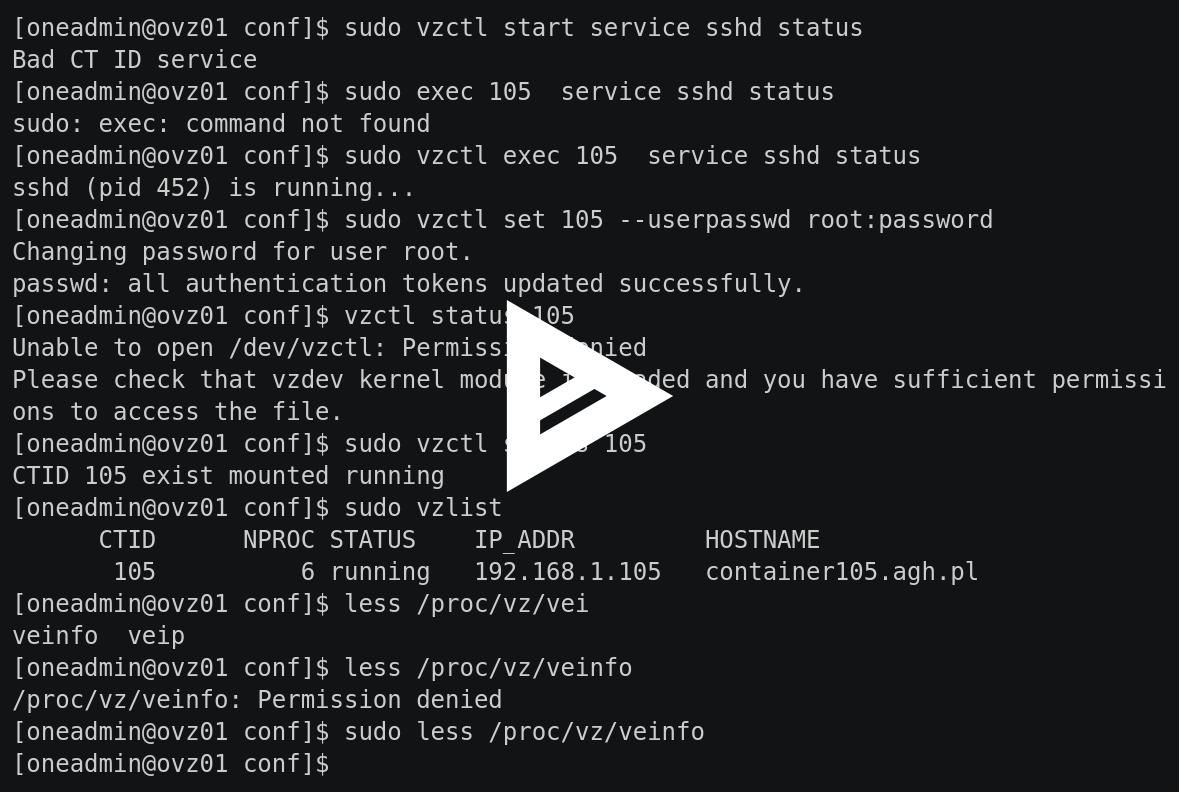 [oneadmin@ovz01 conf]$ sudo vzctl start service sshd status
Bad CT ID service
[oneadmin@ovz01 conf]$ sudo exec 105  service sshd status
sudo: exec: command not found
[oneadmin@ovz01 conf]$ sudo vzctl exec 105  service sshd status
sshd (pid 452) is running...
[oneadmin@ovz01 conf]$ sudo vzctl set 105 --userpasswd root:password
Changing password for user root.
passwd: all authentication tokens updated successfully.
[oneadmin@ovz01 conf]$ vzctl status 105
Unable to open /dev/vzctl: Permission denied
Please check that vzdev kernel module is loaded and you have sufficient permissi
ons to access the file.
[oneadmin@ovz01 conf]$ sudo vzctl status 105
CTID 105 exist mounted running
[oneadmin@ovz01 conf]$ sudo vzlist
      CTID      NPROC STATUS    IP_ADDR         HOSTNAME
       105          6 running   192.168.1.105   container105.agh.pl
[oneadmin@ovz01 conf]$ less /proc/vz/vei
veinfo  veip
[oneadmin@ovz01 conf]$ less /proc/vz/veinfo
/proc/vz/veinfo: Permission denied
[oneadmin@ovz01 conf]$ sudo less /proc/vz/veinfo
[oneadmin@ovz01 conf]$